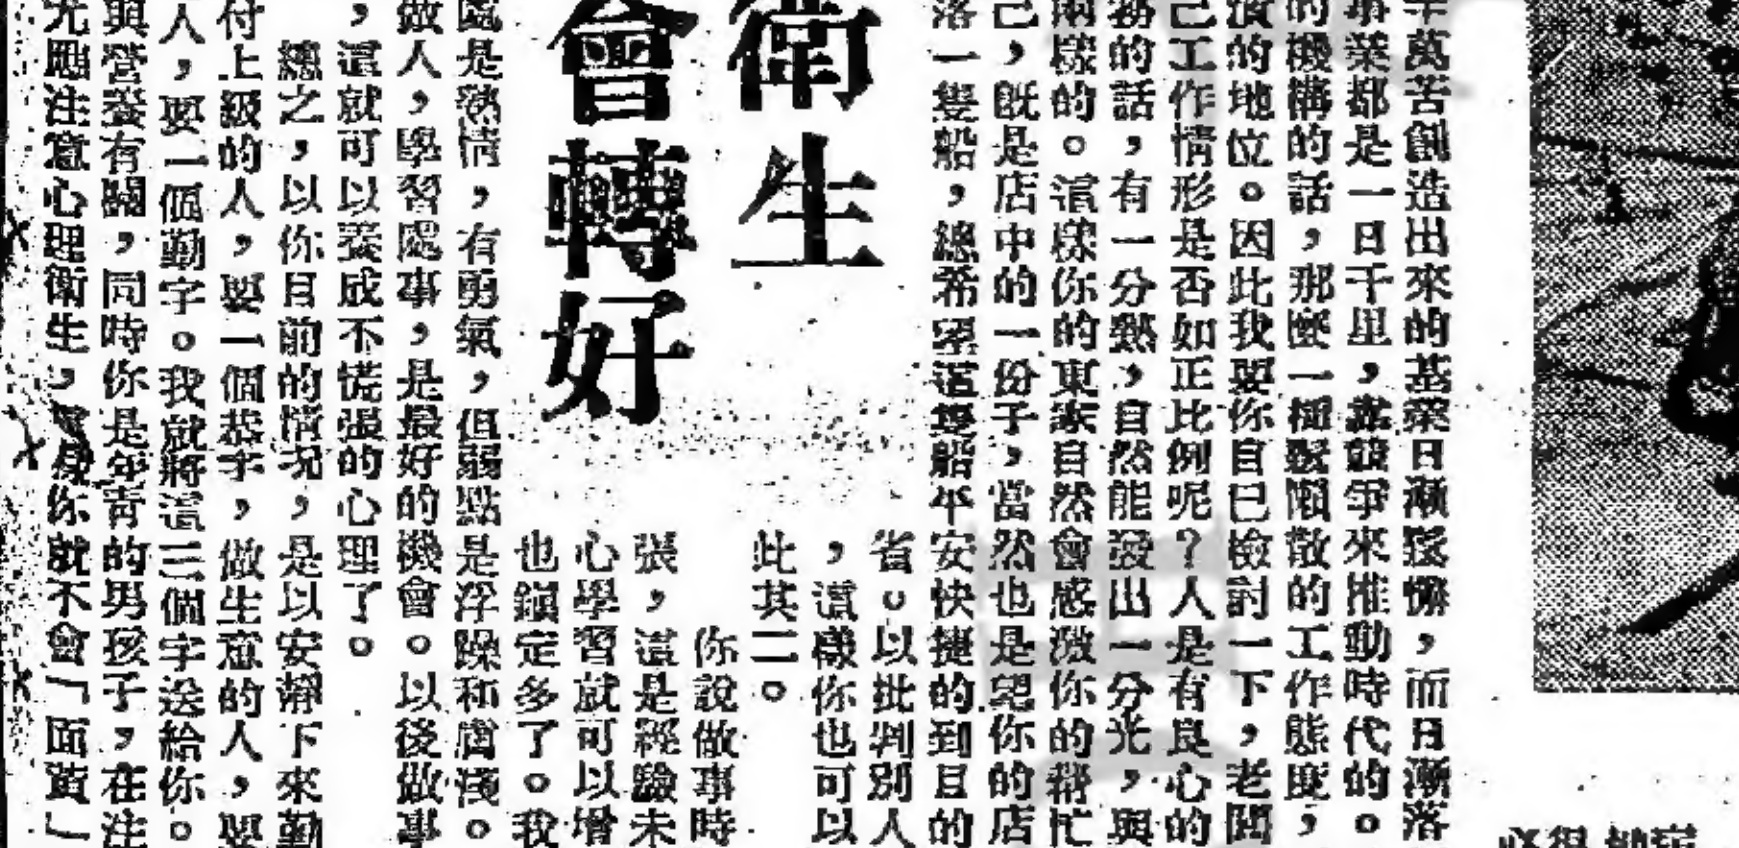 辛萬苦創造出來的基業日漸鬆懈,而日漸落
事業都是一日千里,靠競爭來推動時代的。
的機構的話,那麼一種鬆懶散的工作態度,
潰的地位。因此我要你自己檢討一下,老闆
己工作情形是否如正比例呢?人是有良心的
務的話,有一分熱,自然能發出一分光,與
兩樣的。這樣你的東家自然會感激你的幫忙
己,既是店中的一份子,當然也是望你的店
落一隻船,總希望這隻船平安快捷的到目的
省。以批判別人
,這樣你也可以
此其二。
衛生
會轉好
你說做事時
張,這是經驗未
心學習就可以增
也鎮定多了。我
處是熱情,有勇氣,但弱點是浮躁和膚淺。
做人,學習處事,是最好的機會。以後做事
,這就可以養成不慌張的心理了。
總之,以你目前的情況,是以安靜下來勤
付上級的人,要一個恭字,做生意的人,要
人,要一個勤字。我就將這三個字送給你。
與營養有關,同時你是年青的男孩子,在注
先應注意心理衛生,你就不會「面皰」